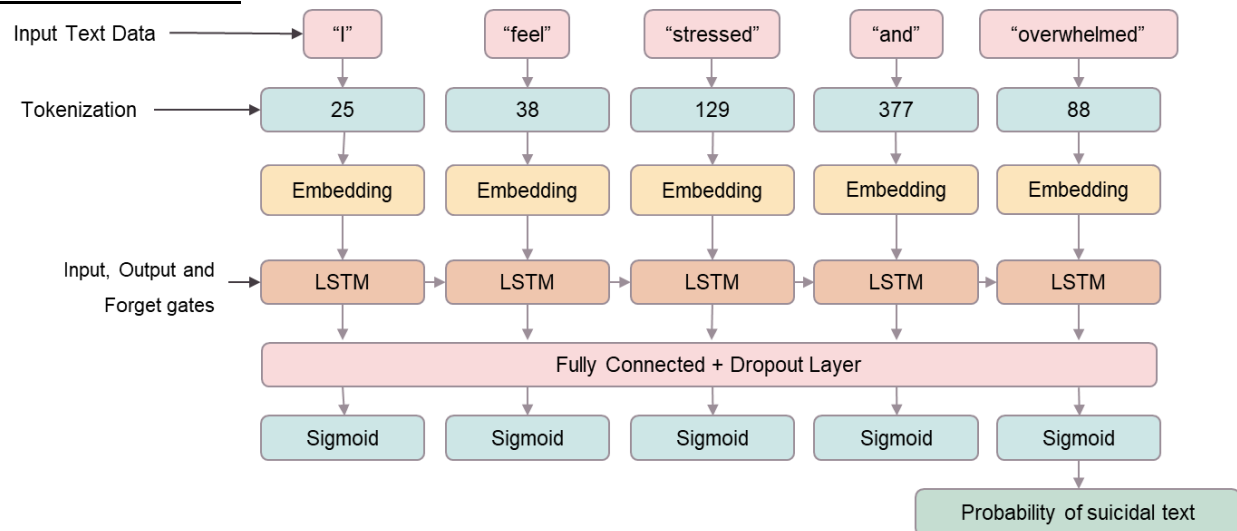 Input Text Data
“I”
“feel”
“stressed”
“and”
“overwhelmed”
Tokenization
25
38
129
377
88
Embedding
Embedding
Embedding
Embedding
Embedding
Input, Output and
Forget gates
LSTM
LSTM
LSTM
LSTM
LSTM
Fully Connected + Dropout Layer
Sigmoid
Sigmoid
Sigmoid
Sigmoid
Sigmoid
Probability of suicidal text